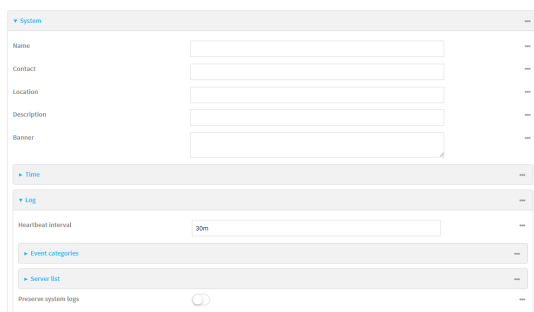 ▾ System
Name
Contact
Location
Description
Banner
▸ Time
▾ Log
Heartbeat interval 30m
▸ Event categories
▸ Server list
Preserve system logs